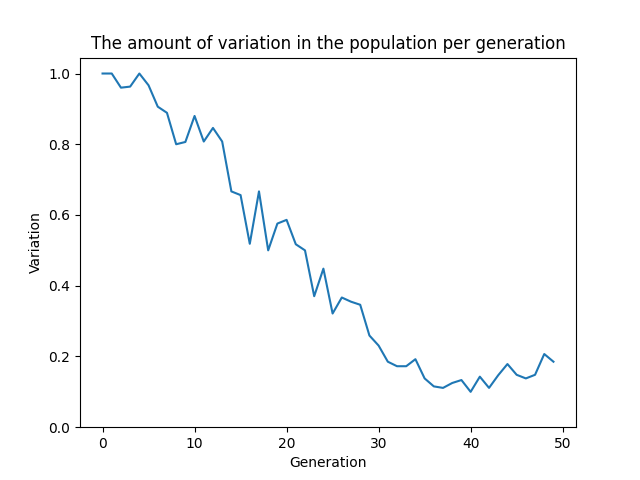 The amount of variation in the population per generation
1.0
0.8
0.6
0.4
0.2
0.0
Variation
0 10 20 30 40 50
Generation